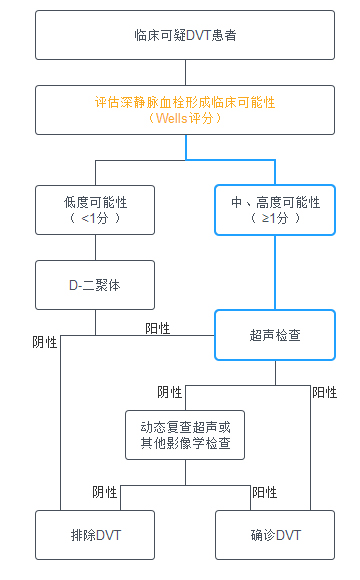 临床可疑DVT患者
评估深静脉血栓形成临床可能性
（Wells评分）
低度可能性
（ <1分 ）
中、高度可能性
（ ≥1分 ）
D-二聚体
阳性
阴性
超声检查
阴性
阳性
动态复查超声或
其他影像学检查
阴性
阳性
排除DVT
确诊DVT